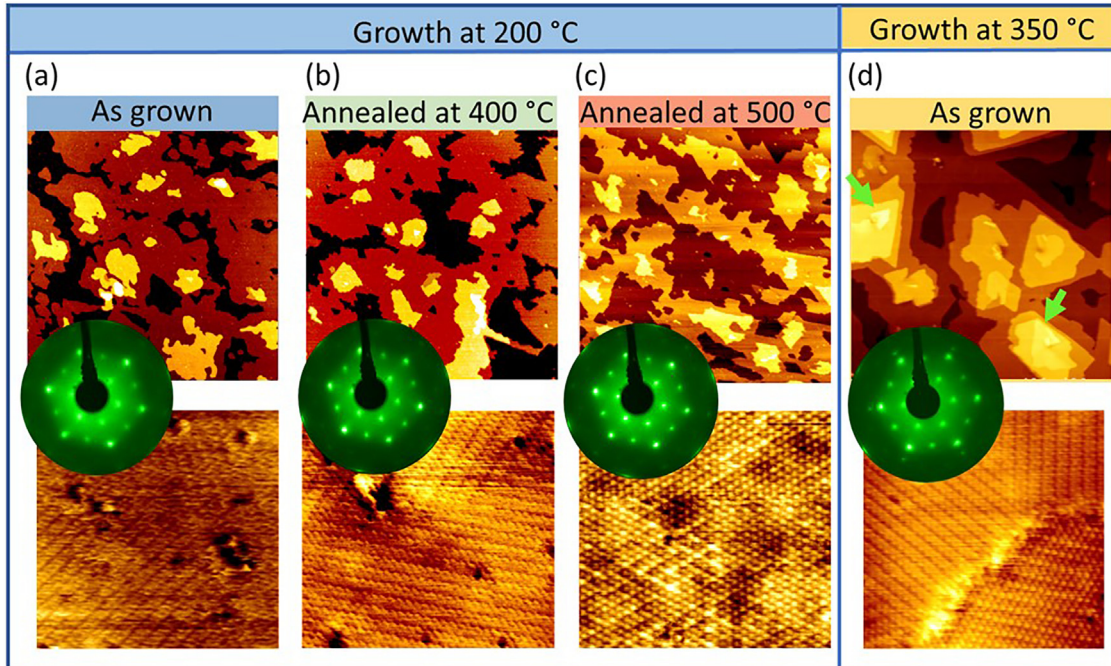 Growth at 200 °C
Growth at 350 °C
(a)
(b)
(c)
(d)
As grown
Annealed at 400 °C
Annealed at 500 °C
As grown